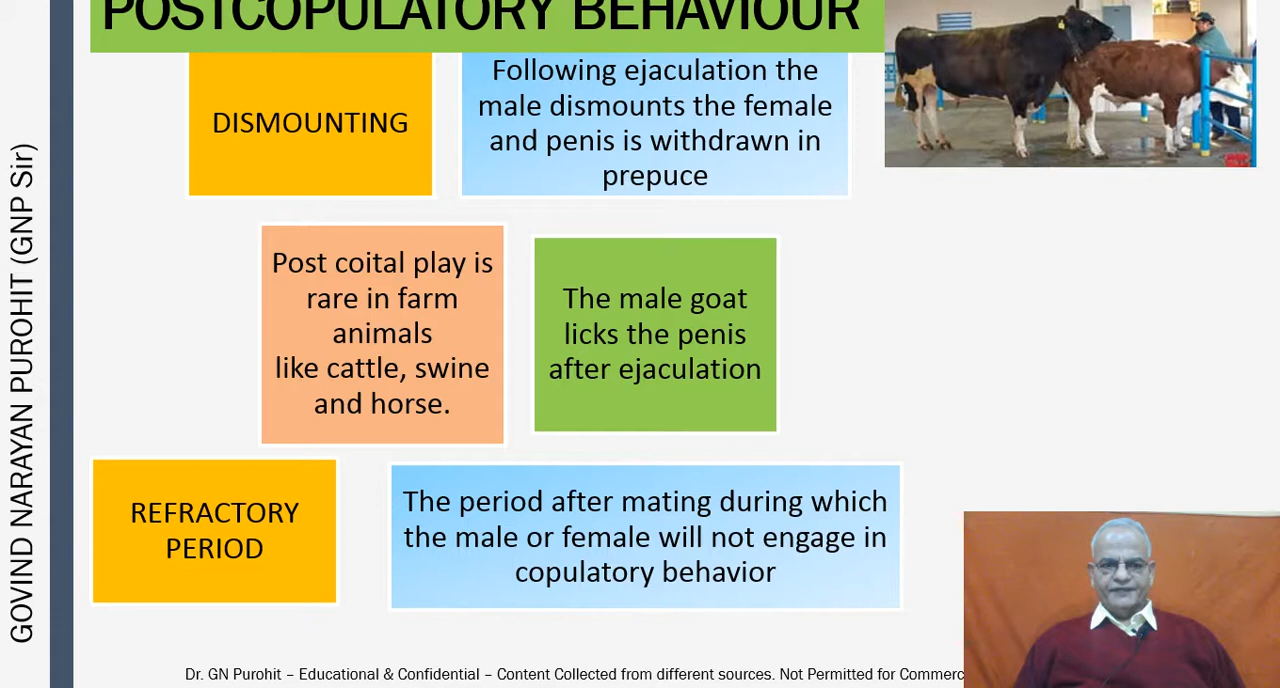 POSTCOPULATORY BEHAVIOUR
DISMOUNTING
Following ejaculation the
male dismounts the female
and penis is withdrawn in
prepuce
Post coital play is
rare in farm
animals
like cattle, swine
and horse.
The male goat
licks the penis
after ejaculation
REFRACTORY
PERIOD
The period after mating during which
the male or female will not engage in
copulatory behavior
GOVIND NARAYAN PUROHIT (GNP Sir)
Dr. GN Purohit – Educational & Confidential – Content Collected from different sources. Not Permitted for Commerc